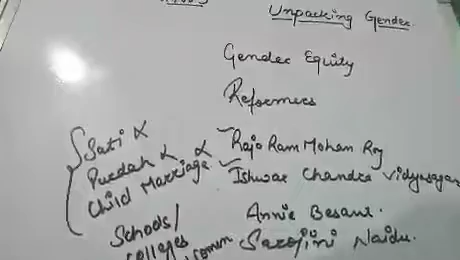 Unpacking Gender
Gender Equity
Reformers
Sati x
Purdah x
Child Marriage x
Raja Ram Mohan Roy
Ishwar Chandra Vidyasagar
Schools/
colleges
Annie Besant.
Sarojini Naidu.